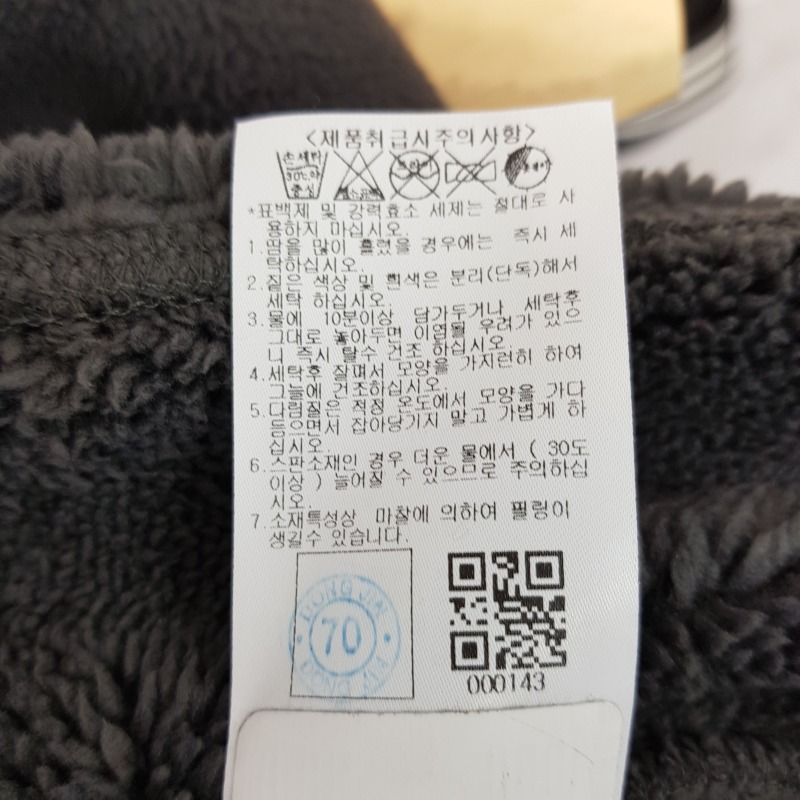 <제품취급시주의사항>
손세탁
30℃약
중성
염소표백
*표백제 및 강력효소 세제는 절대로 사
용하지 마십시오.
1.땀을 많이 흘렸을 경우에는 즉시 세
탁하십시오.
2.짙은 색상 및 흰색은 분리(단독)해서
세탁 하십시오.
3.물에 10분이상 담가두거나 세탁후
그대로 놓아두면 이염될 우려가 있으
니 즉시 탈수 건조 하십시오.
4.세탁후 잘펴서 모양을 가지런히 하여
그늘에 건조하십시오.
5.다림질은 적정 온도에서 모양을 가다
듬으면서 잡아당기지 말고 가볍게 하
십시오.
6.스판소재인 경우 더운 물에서 ( 30도
이상 ) 늘어질 수 있으므로 주의하십
시오.
7.소재특성상 마찰에 의하여 필링이
생길수 있습니다.
DONG JIN
70
000143